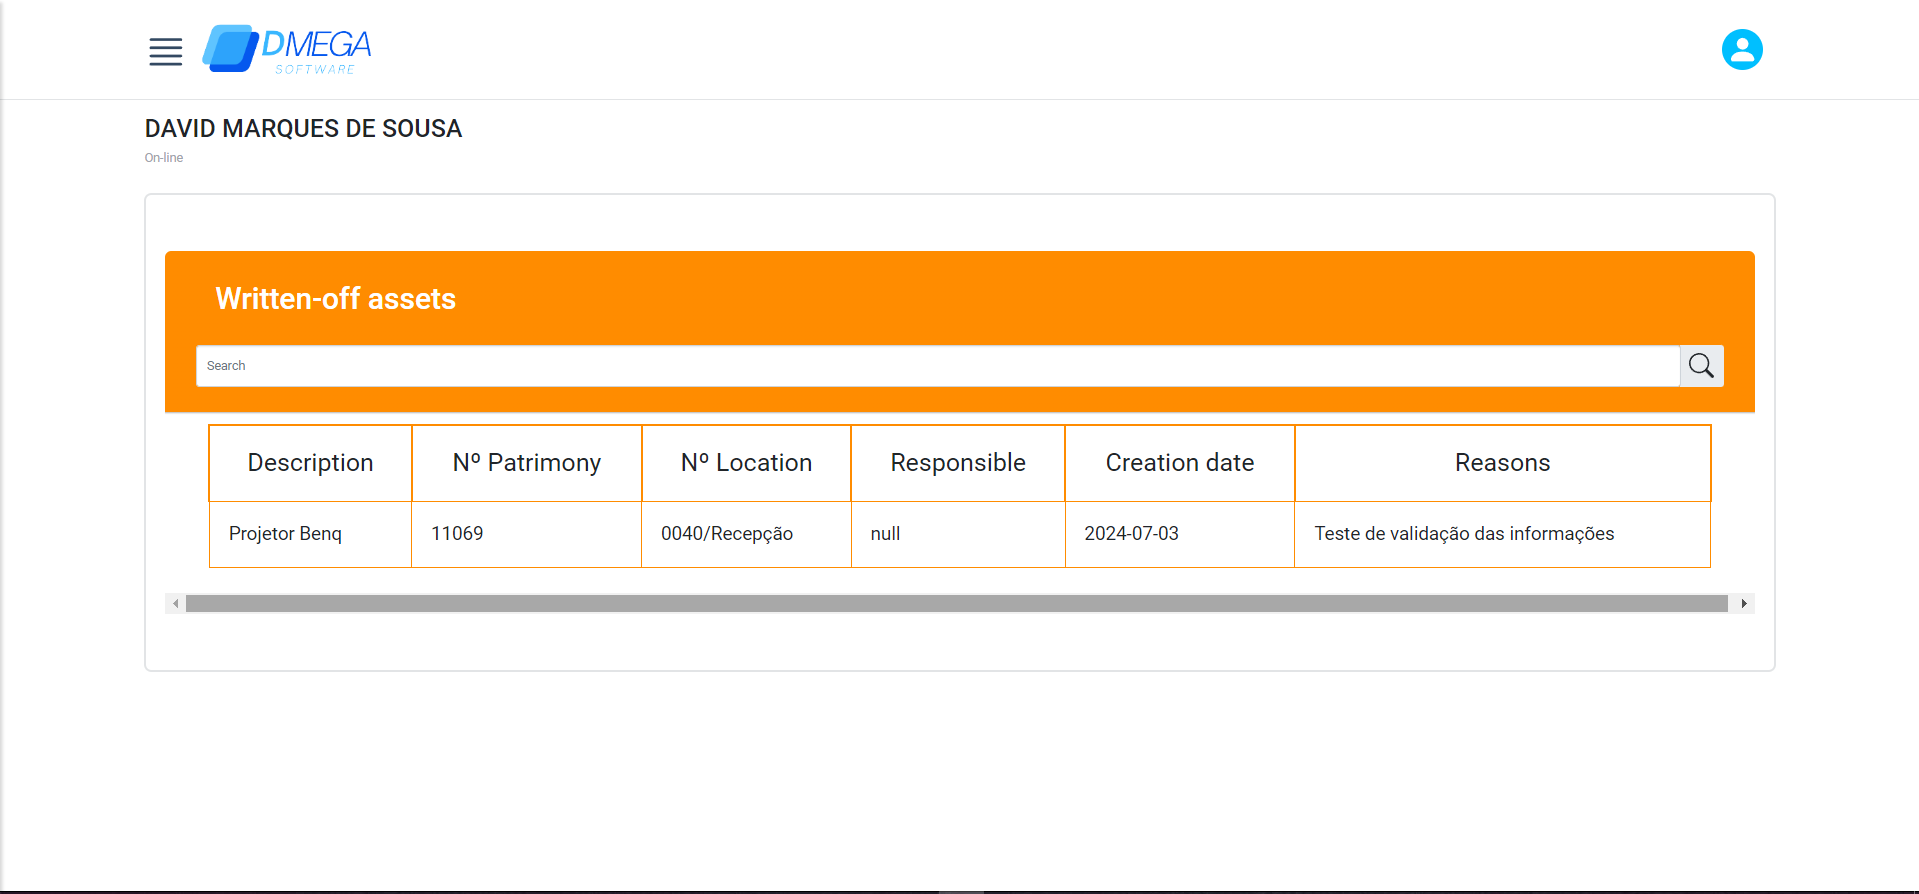 DMEGA
SOFTWARE
DAVID MARQUES DE SOUSA
On-line
Written-off assets
Search
Description Nº Patrimony Nº Location Responsible Creation date Reasons
Projetor Benq 11069 0040/Recepção null 2024-07-03 Teste de validação das informações